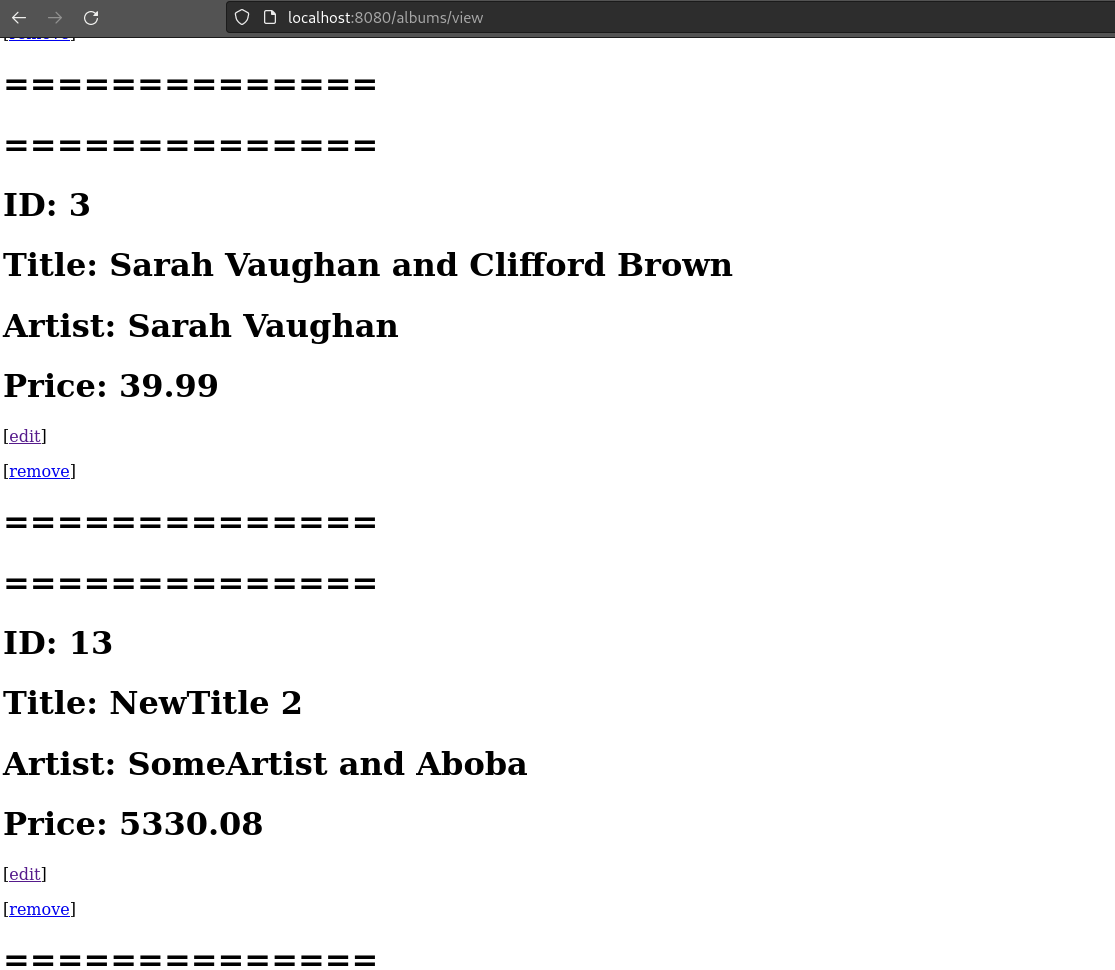 localhost:8080/albums/view
[remove]
==============
==============
ID: 3
Title: Sarah Vaughan and Clifford Brown
Artist: Sarah Vaughan
Price: 39.99
[edit]
[remove]
==============
==============
ID: 13
Title: NewTitle 2
Artist: SomeArtist and Aboba
Price: 5330.08
[edit]
[remove]
==============